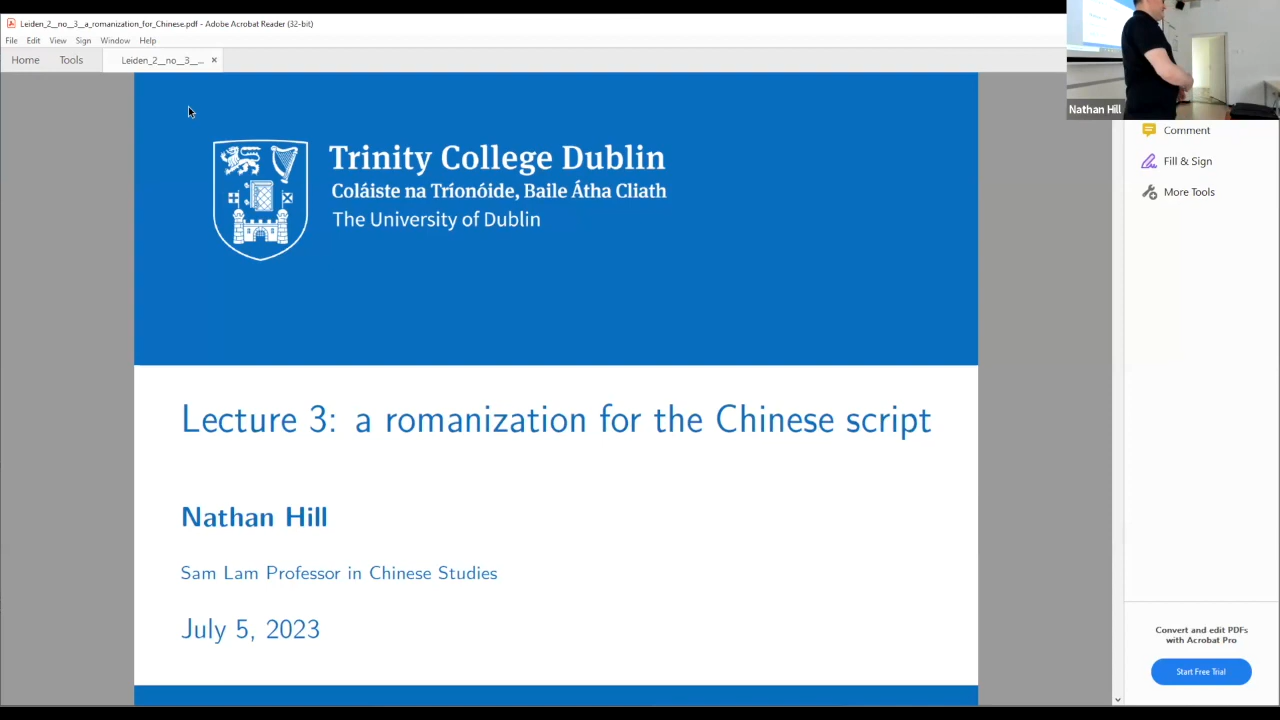 Leiden_2__no__3__a_romanization_for_Chinese.pdf - Adobe Acrobat Reader (32-bit)
File Edit View Sign Window Help
Home Tools Leiden_2__no__3__... ×
Nathan Hill
Comment
Fill & Sign
More Tools
Trinity College Dublin
Coláiste na Tríonóide, Baile Átha Cliath
The University of Dublin
Lecture 3: a romanization for the Chinese script
Nathan Hill
Sam Lam Professor in Chinese Studies
July 5, 2023
Convert and edit PDFs
with Acrobat Pro
Start Free Trial